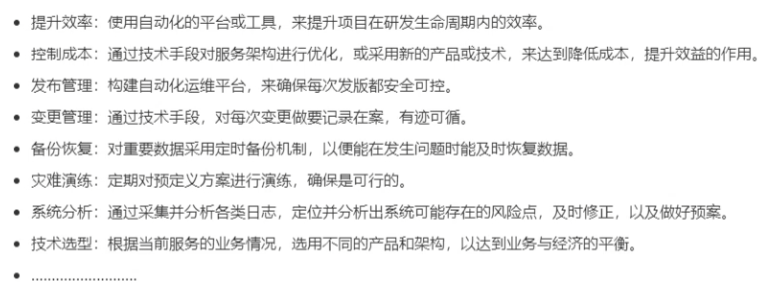 • 提升效率：使用自动化的平台或工具，来提升项目在研发生命周期内的效率。
• 控制成本：通过技术手段对服务架构进行优化，或采用新的产品或技术，来达到降低成本，提升效益的作用。
• 发布管理：构建自动化运维平台，来确保每次发版都安全可控。
• 变更管理：通过技术手段，对每次变更做要记录在案，有迹可循。
• 备份恢复：对重要数据采用定时备份机制，以便能在发生问题时能及时恢复数据。
• 灾难演练：定期对预定义方案进行演练，确保是可行的。
• 系统分析：通过采集并分析各类日志，定位并分析出系统可能存在的风险点，及时修正，以及做好预案。
• 技术选型：根据当前服务的业务情况，选用不同的产品和架构，以达到业务与经济的平衡。
• ..........................